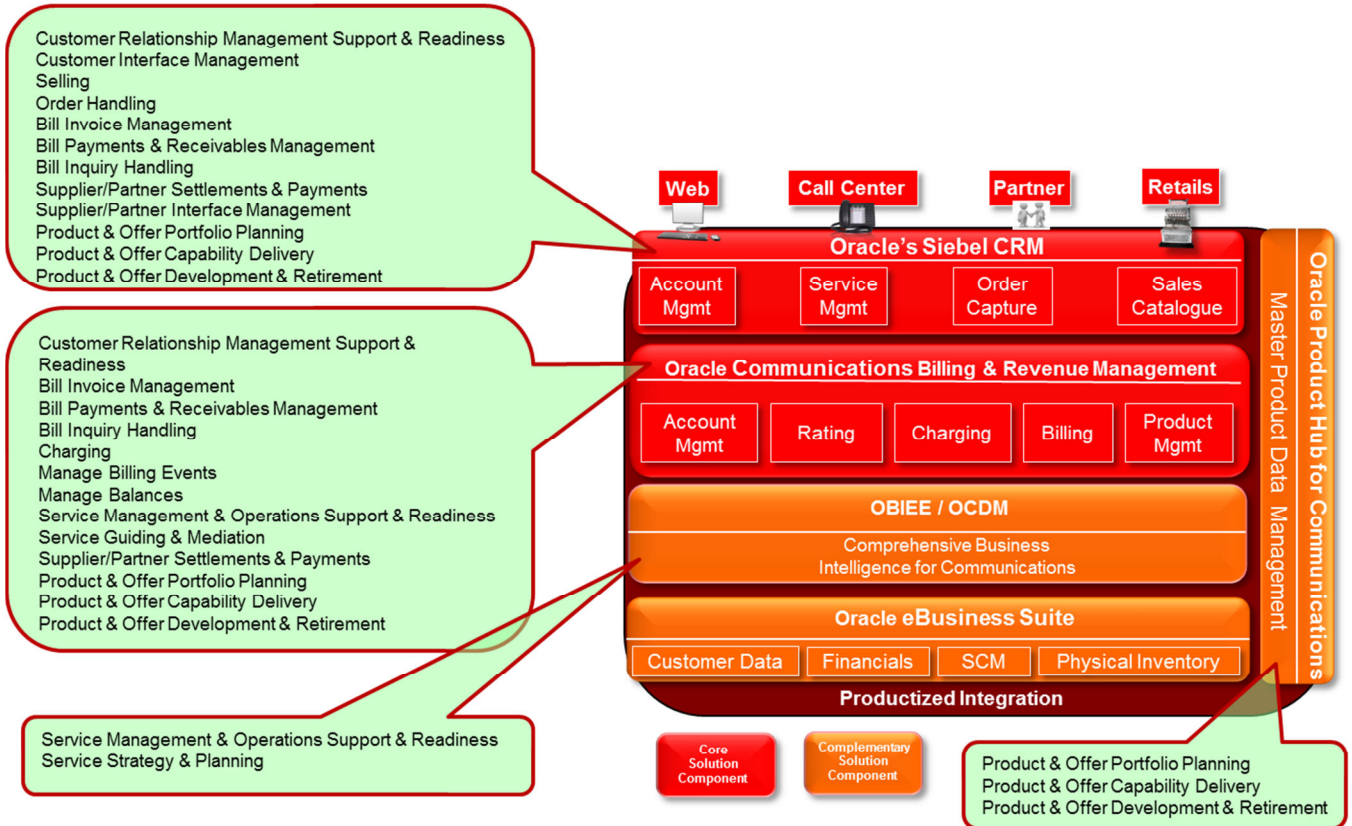 Customer Relationship Management Support & Readiness
Customer Interface Management
Selling
Order Handling
Bill Invoice Management
Bill Payments & Receivables Management
Bill Inquiry Handling
Supplier/Partner Settlements & Payments
Supplier/Partner Interface Management
Product & Offer Portfolio Planning
Product & Offer Capability Delivery
Product & Offer Development & Retirement
Customer Relationship Management Support &
Readiness
Bill Invoice Management
Bill Payments & Receivables Management
Bill Inquiry Handling
Charging
Manage Billing Events
Manage Balances
Service Management & Operations Support & Readiness
Service Guiding & Mediation
Supplier/Partner Settlements & Payments
Product & Offer Portfolio Planning
Product & Offer Capability Delivery
Product & Offer Development & Retirement
Service Management & Operations Support & Readiness
Service Strategy & Planning
Web
Call Center
Partner
Retails
Oracle's Siebel CRM
Account
Mgmt
Service
Mgmt
Order
Capture
Sales
Catalogue
Oracle Communications Billing & Revenue Management
Account
Mgmt
Rating
Charging
Billing
Product
Mgmt
OBIEE / OCDM
Comprehensive Business
Intelligence for Communications
Oracle eBusiness Suite
Customer Data
Financials
SCM
Physical Inventory
Productized Integration
Oracle Product Hub for Communications
Master Product Data Management
Core
Solution
Component
Complementary
Solution
Component
Product & Offer Portfolio Planning
Product & Offer Capability Delivery
Product & Offer Development & Retirement